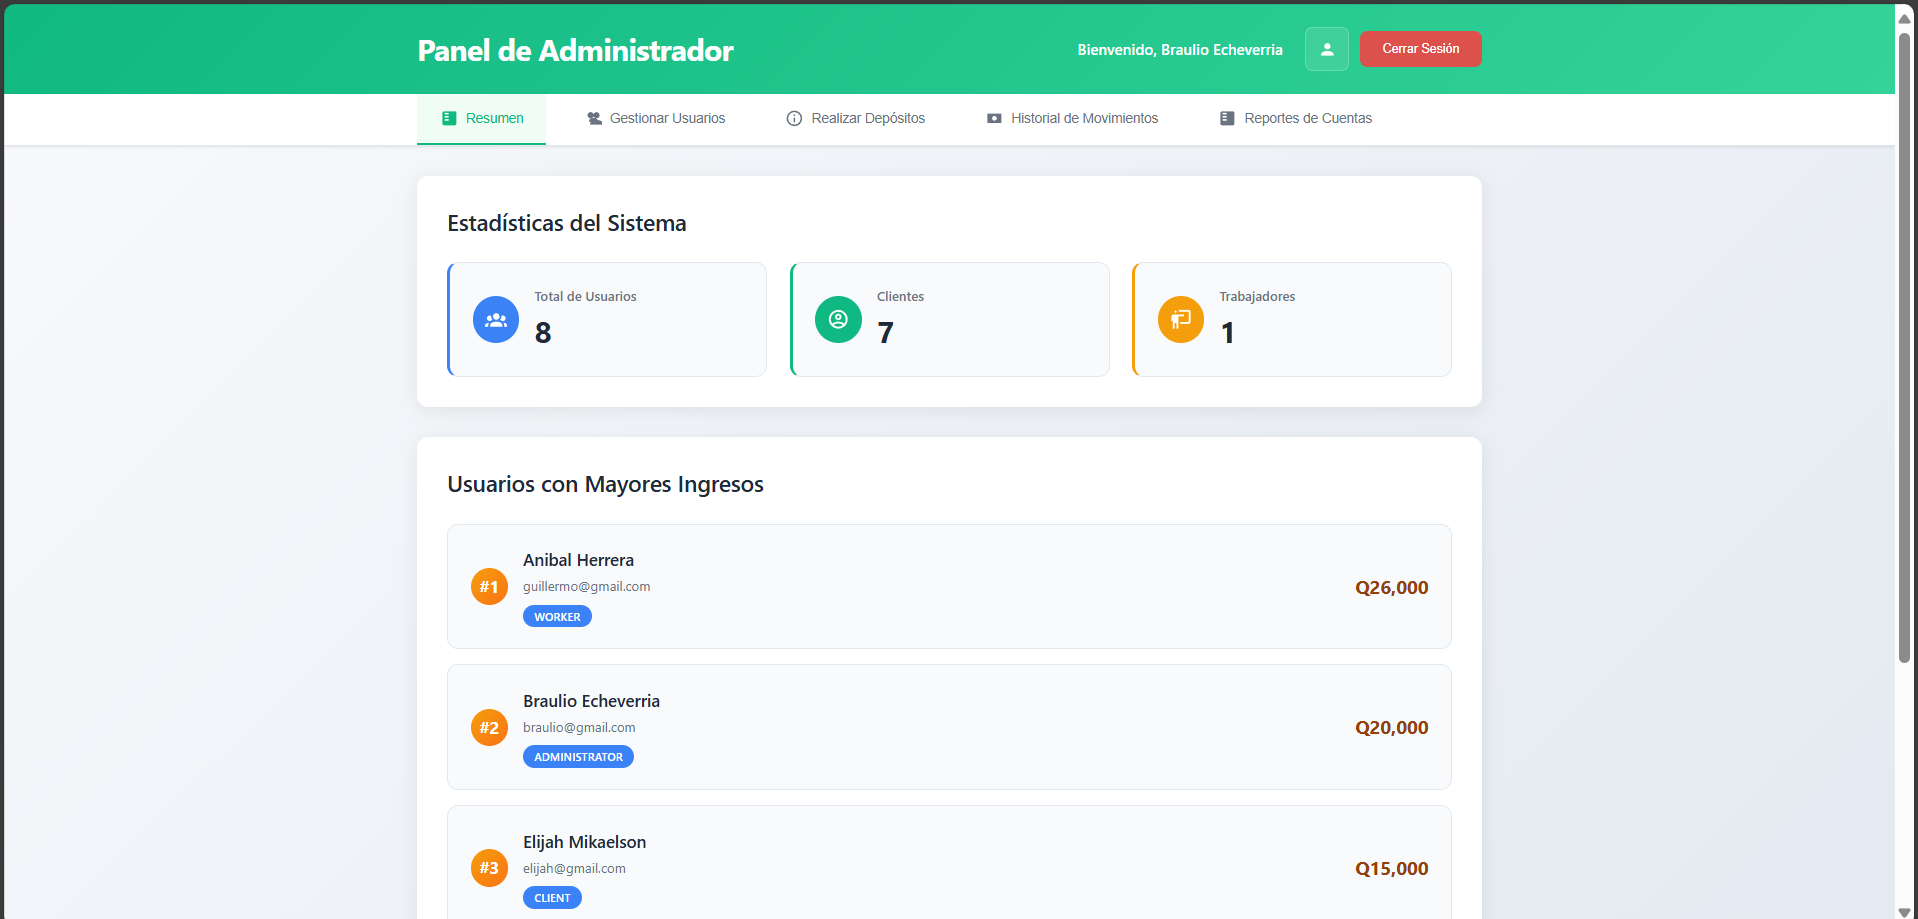 Panel de Administrador
Bienvenido, Braulio Echeverria
Cerrar Sesión
Resumen
Gestionar Usuarios
Realizar Depósitos
Historial de Movimientos
Reportes de Cuentas
Estadísticas del Sistema
Total de Usuarios
8
Clientes
7
Trabajadores
1
Usuarios con Mayores Ingresos
#1
Anibal Herrera
guillermo@gmail.com
WORKER
Q26,000
#2
Braulio Echeverria
braulio@gmail.com
ADMINISTRATOR
Q20,000
#3
Elijah Mikaelson
elijah@gmail.com
CLIENT
Q15,000